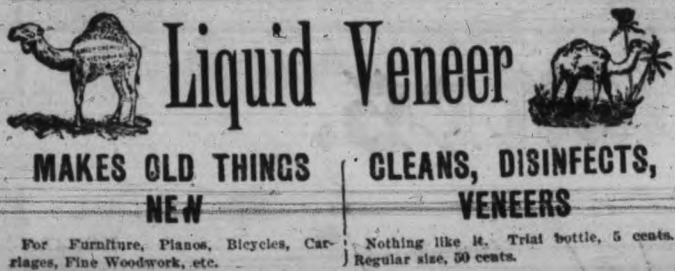 Liquid Veneer
MAKES OLD THINGS
NEW
For Furniture, Pianos, Bicycles, Car-
riages, Fine Woodwork, etc.
CLEANS, DISINFECTS,
VENEERS
Nothing like it. Trial bottle, 5 cents.
Regular size, 50 cents.